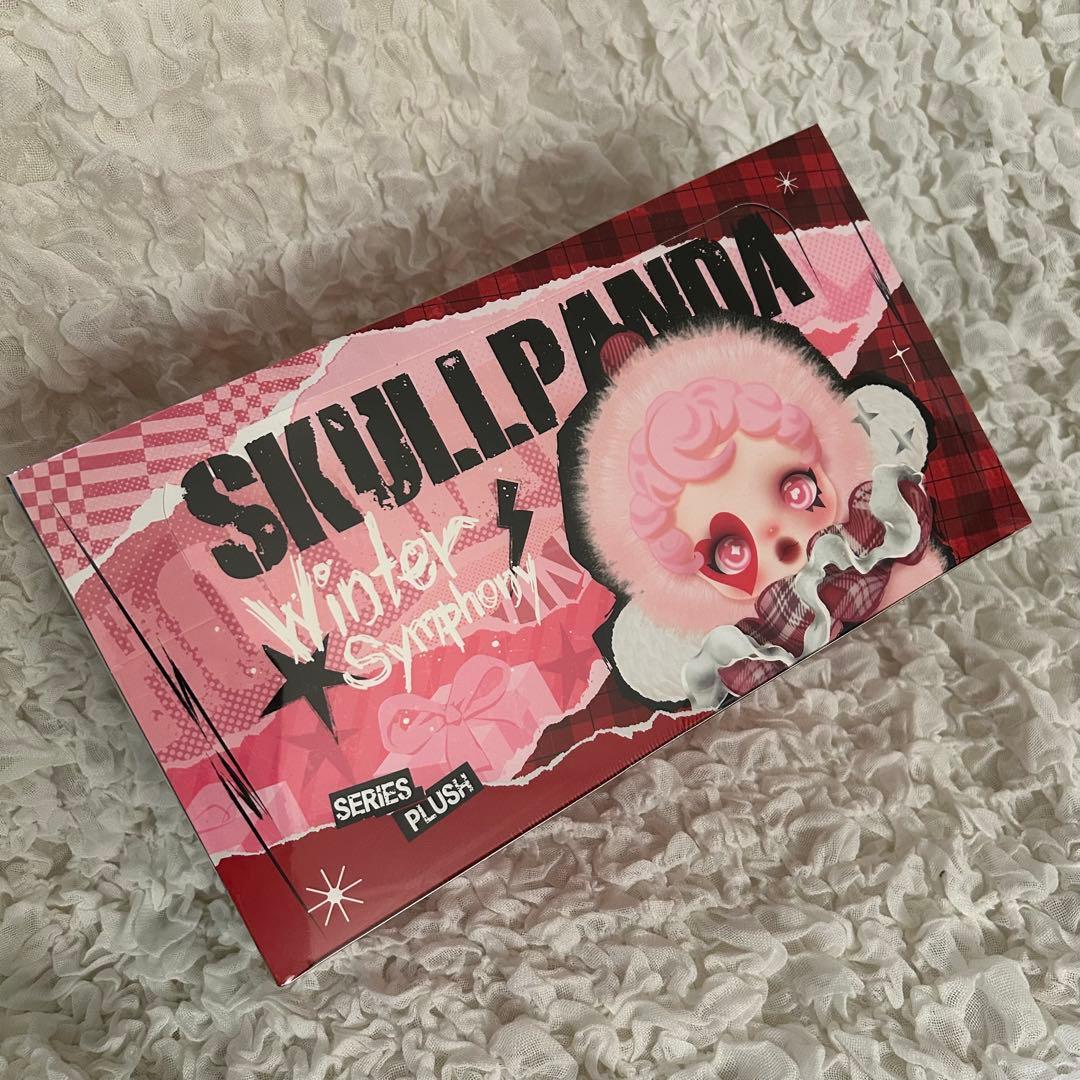 SKULLPANDA
Winter
Symphony
SERIES
PLUSH